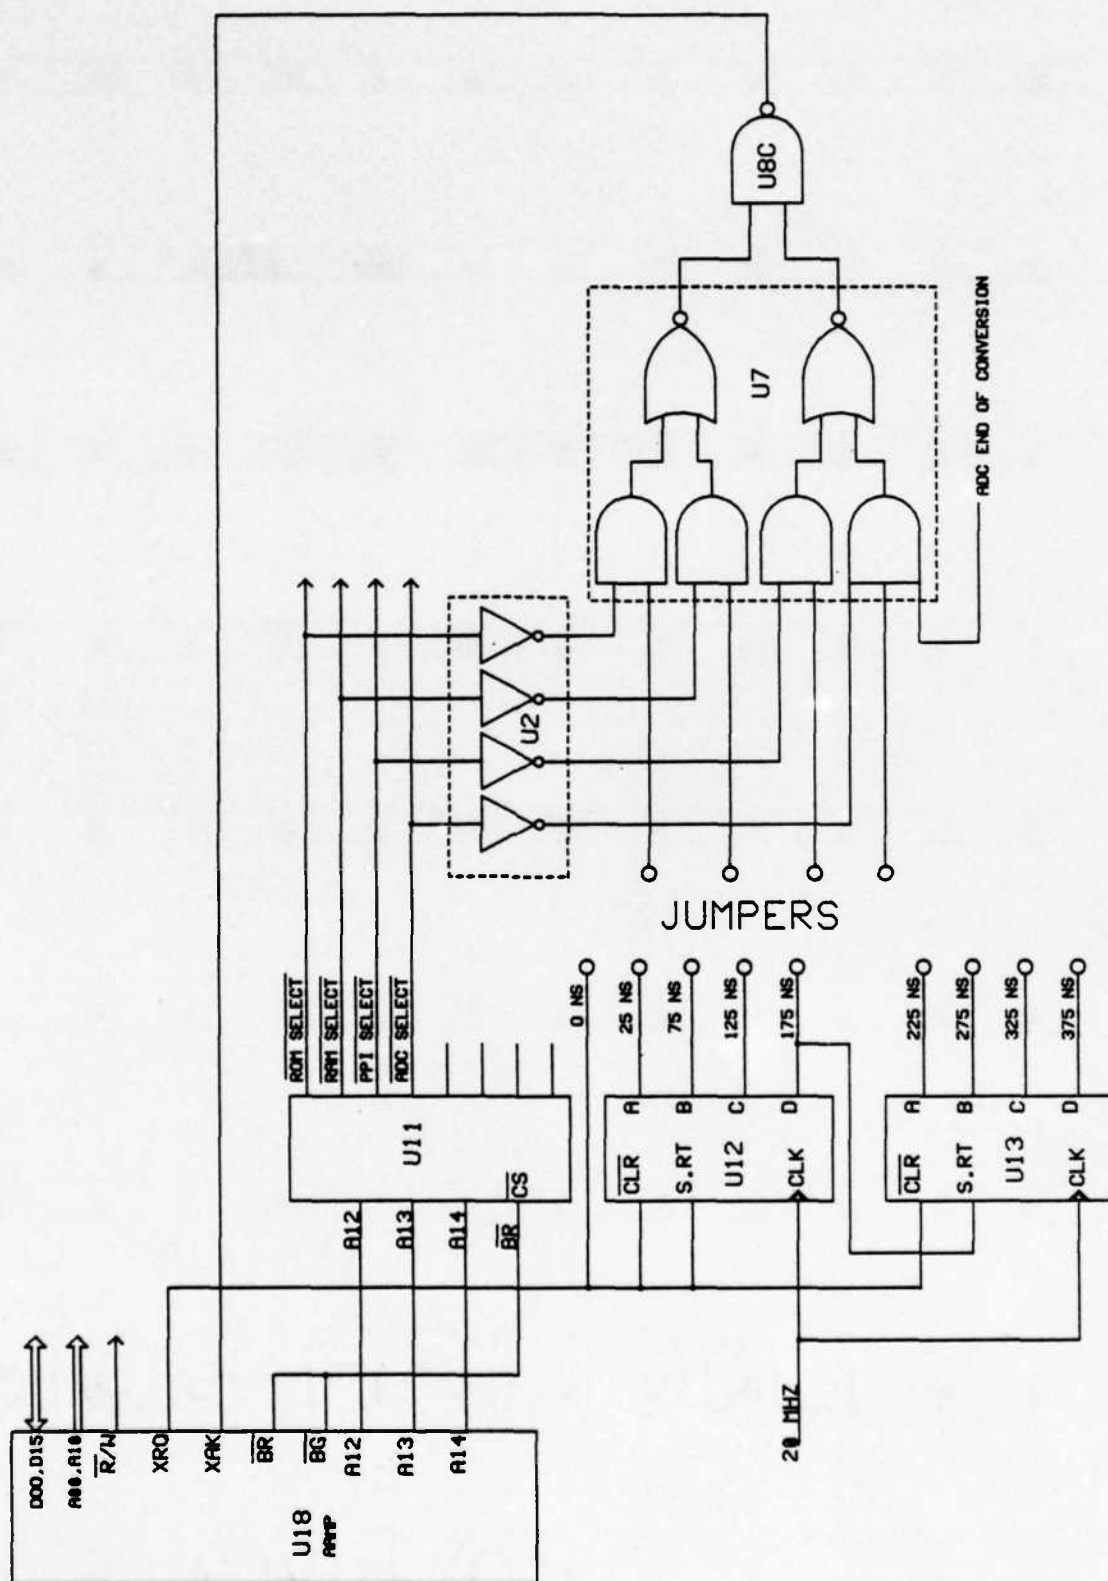 U8C
U7
ADC END OF CONVERSION
U2
JUMPERS
ROM SELECT
RAM SELECT
PPI SELECT
ADC SELECT
0 NS
25 NS
75 NS
125 NS
175 NS
225 NS
275 NS
325 NS
375 NS
U11
CS
A12
A13
A14
BR
A
B
C
D
CLR
S.RT
U12
CLK
A
B
C
D
CLR
S.RT
U13
CLK
20 MHZ
D00,D15
R/W
XRQ
XAK
BR
BG
A12
A13
A14
U18
AAMP